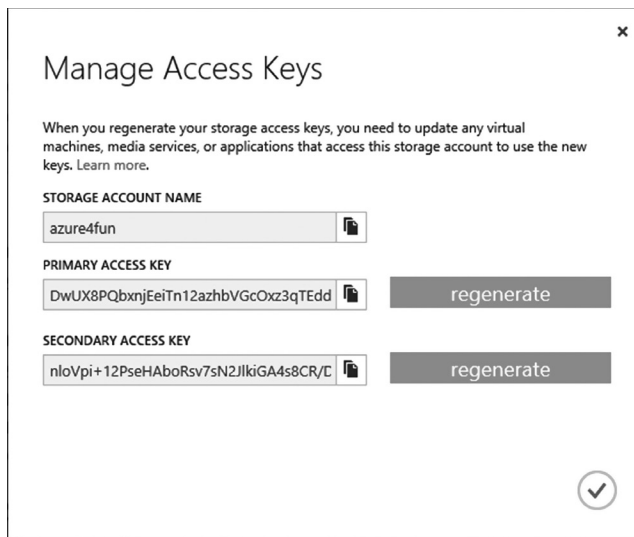 Manage Access Keys
When you regenerate your storage access keys, you need to update any virtual
machines, media services, or applications that access this storage account to use the new
keys. Learn more.
STORAGE ACCOUNT NAME
azure4fun
PRIMARY ACCESS KEY
DwUX8PQbxnjEeiTn12azhbVGcOxz3qTEdd
regenerate
SECONDARY ACCESS KEY
nloVpi+12PseHAboRsv7sN2JlkiGA4s8CR/D
regenerate